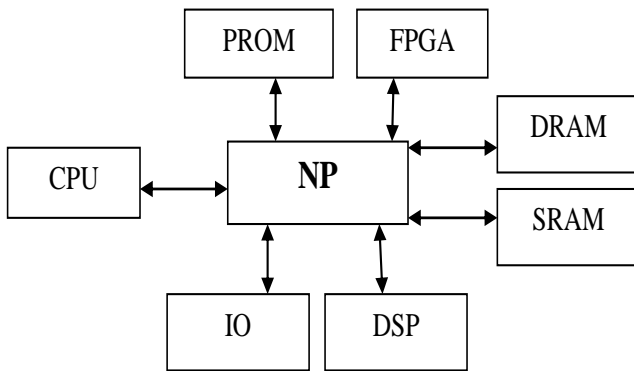 PROM
FPGA
DRAM
NP
CPU
SRAM
IO
DSP